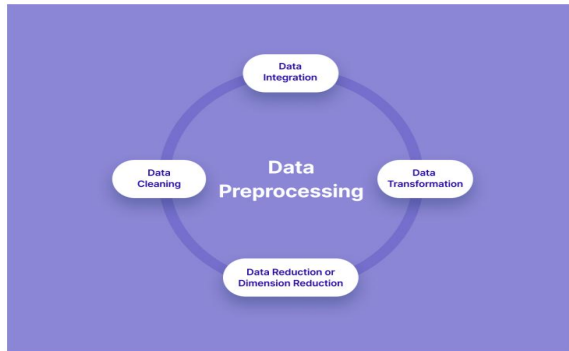 Data
Integration
Data
Cleaning
Data
Preprocessing
Data
Transformation
Data Reduction or
Dimension Reduction